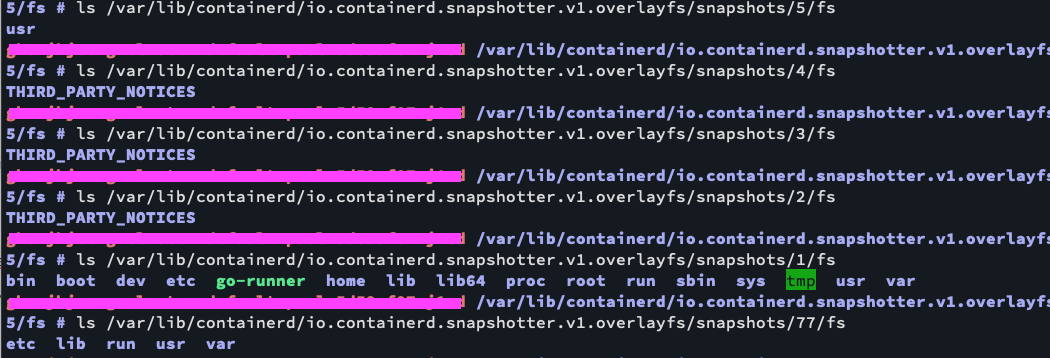 5/fs # ls /var/lib/containerd/io.containerd.snapshotter.v1.overlayfs/snapshots/5/fs
usr
/var/lib/containerd/io.containerd.snapshotter.v1.overlayfs
5/fs # ls /var/lib/containerd/io.containerd.snapshotter.v1.overlayfs/snapshots/4/fs
THIRD_PARTY_NOTICES
/var/lib/containerd/io.containerd.snapshotter.v1.overlayfs
5/fs # ls /var/lib/containerd/io.containerd.snapshotter.v1.overlayfs/snapshots/3/fs
THIRD_PARTY_NOTICES
/var/lib/containerd/io.containerd.snapshotter.v1.overlayfs
5/fs # ls /var/lib/containerd/io.containerd.snapshotter.v1.overlayfs/snapshots/2/fs
THIRD_PARTY_NOTICES
/var/lib/containerd/io.containerd.snapshotter.v1.overlayfs
5/fs # ls /var/lib/containerd/io.containerd.snapshotter.v1.overlayfs/snapshots/1/fs
bin boot dev etc go-runner home lib lib64 proc root run sbin sys tmp usr var
/var/lib/containerd/io.containerd.snapshotter.v1.overlayfs
5/fs # ls /var/lib/containerd/io.containerd.snapshotter.v1.overlayfs/snapshots/77/fs
etc lib run usr var